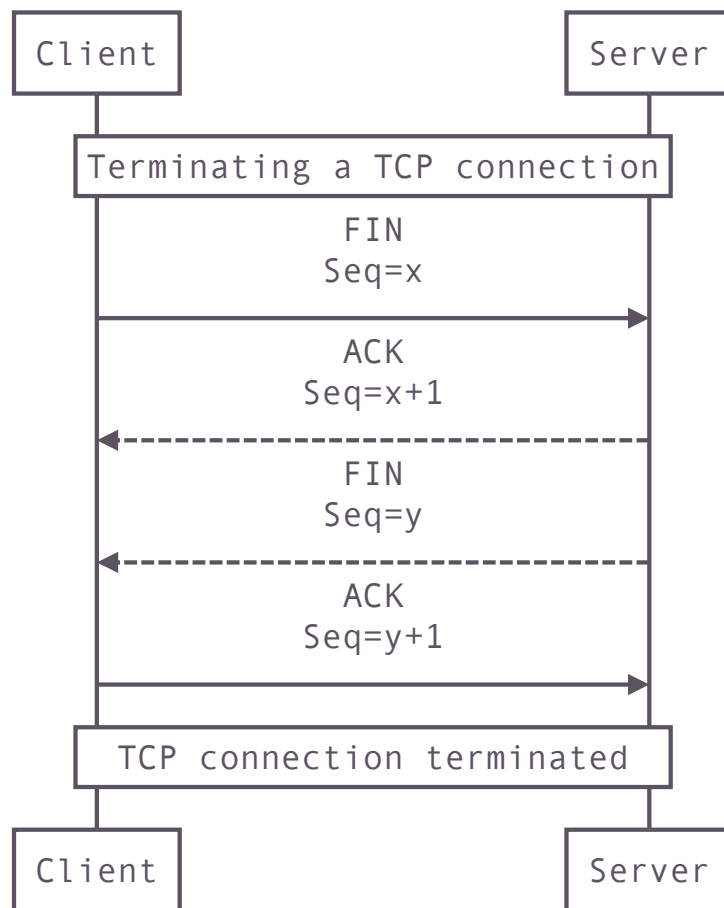 Client
Server
Terminating a TCP connection
FIN
Seq=x
ACK
Seq=x+1
FIN
Seq=y
ACK
Seq=y+1
TCP connection terminated
Client
Server